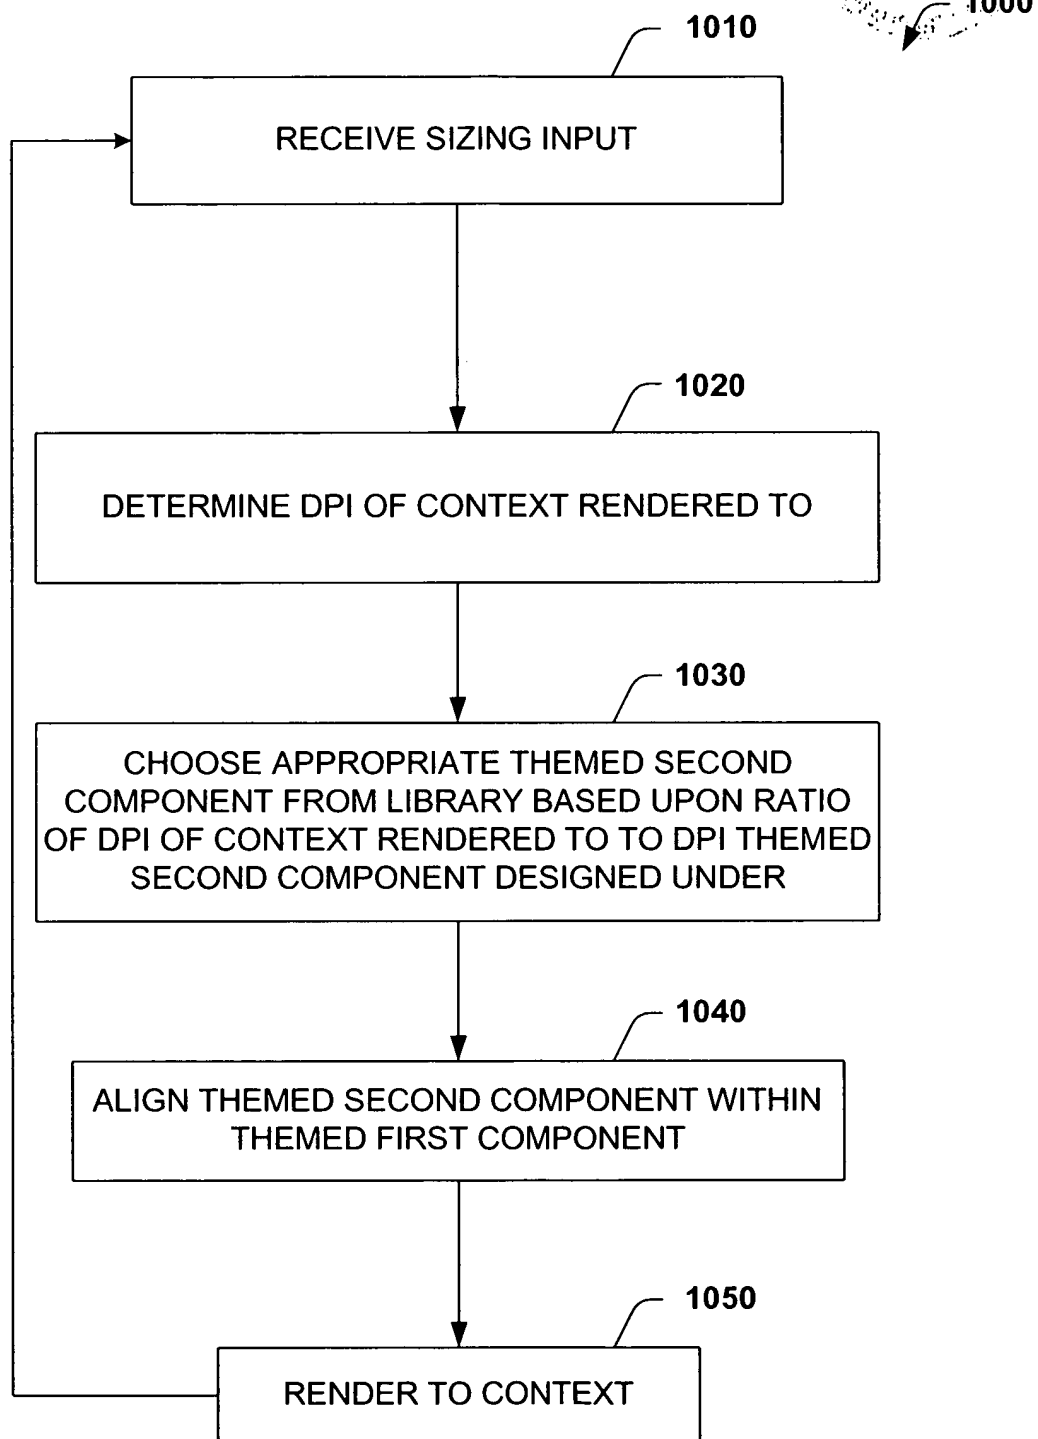 1000
1010
RECEIVE SIZING INPUT
1020
DETERMINE DPI OF CONTEXT RENDERED TO
1030
CHOOSE APPROPRIATE THEMED SECOND
COMPONENT FROM LIBRARY BASED UPON RATIO
OF DPI OF CONTEXT RENDERED TO TO DPI THEMED
SECOND COMPONENT DESIGNED UNDER
1040
ALIGN THEMED SECOND COMPONENT WITHIN
THEMED FIRST COMPONENT
1050
RENDER TO CONTEXT